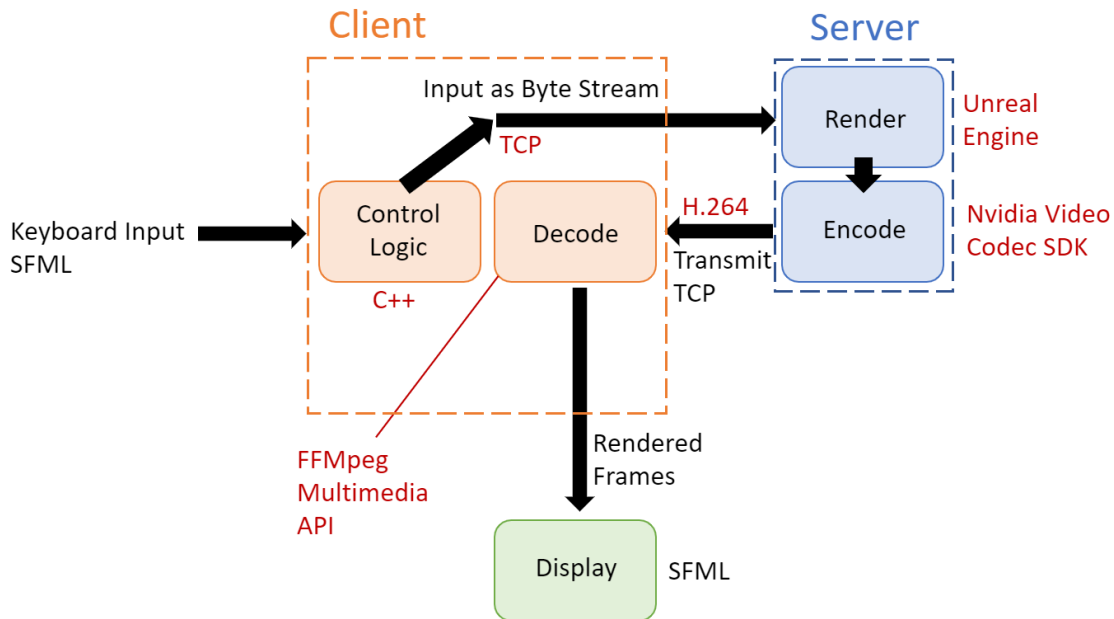 Client
Server
Input as Byte Stream
TCP
Render
Unreal
Engine
Keyboard Input
SFML
Control
Logic
C++
Decode
H.264
Transmit
TCP
Encode
Nvidia Video
Codec SDK
FFMpeg
Multimedia
API
Rendered
Frames
Display
SFML